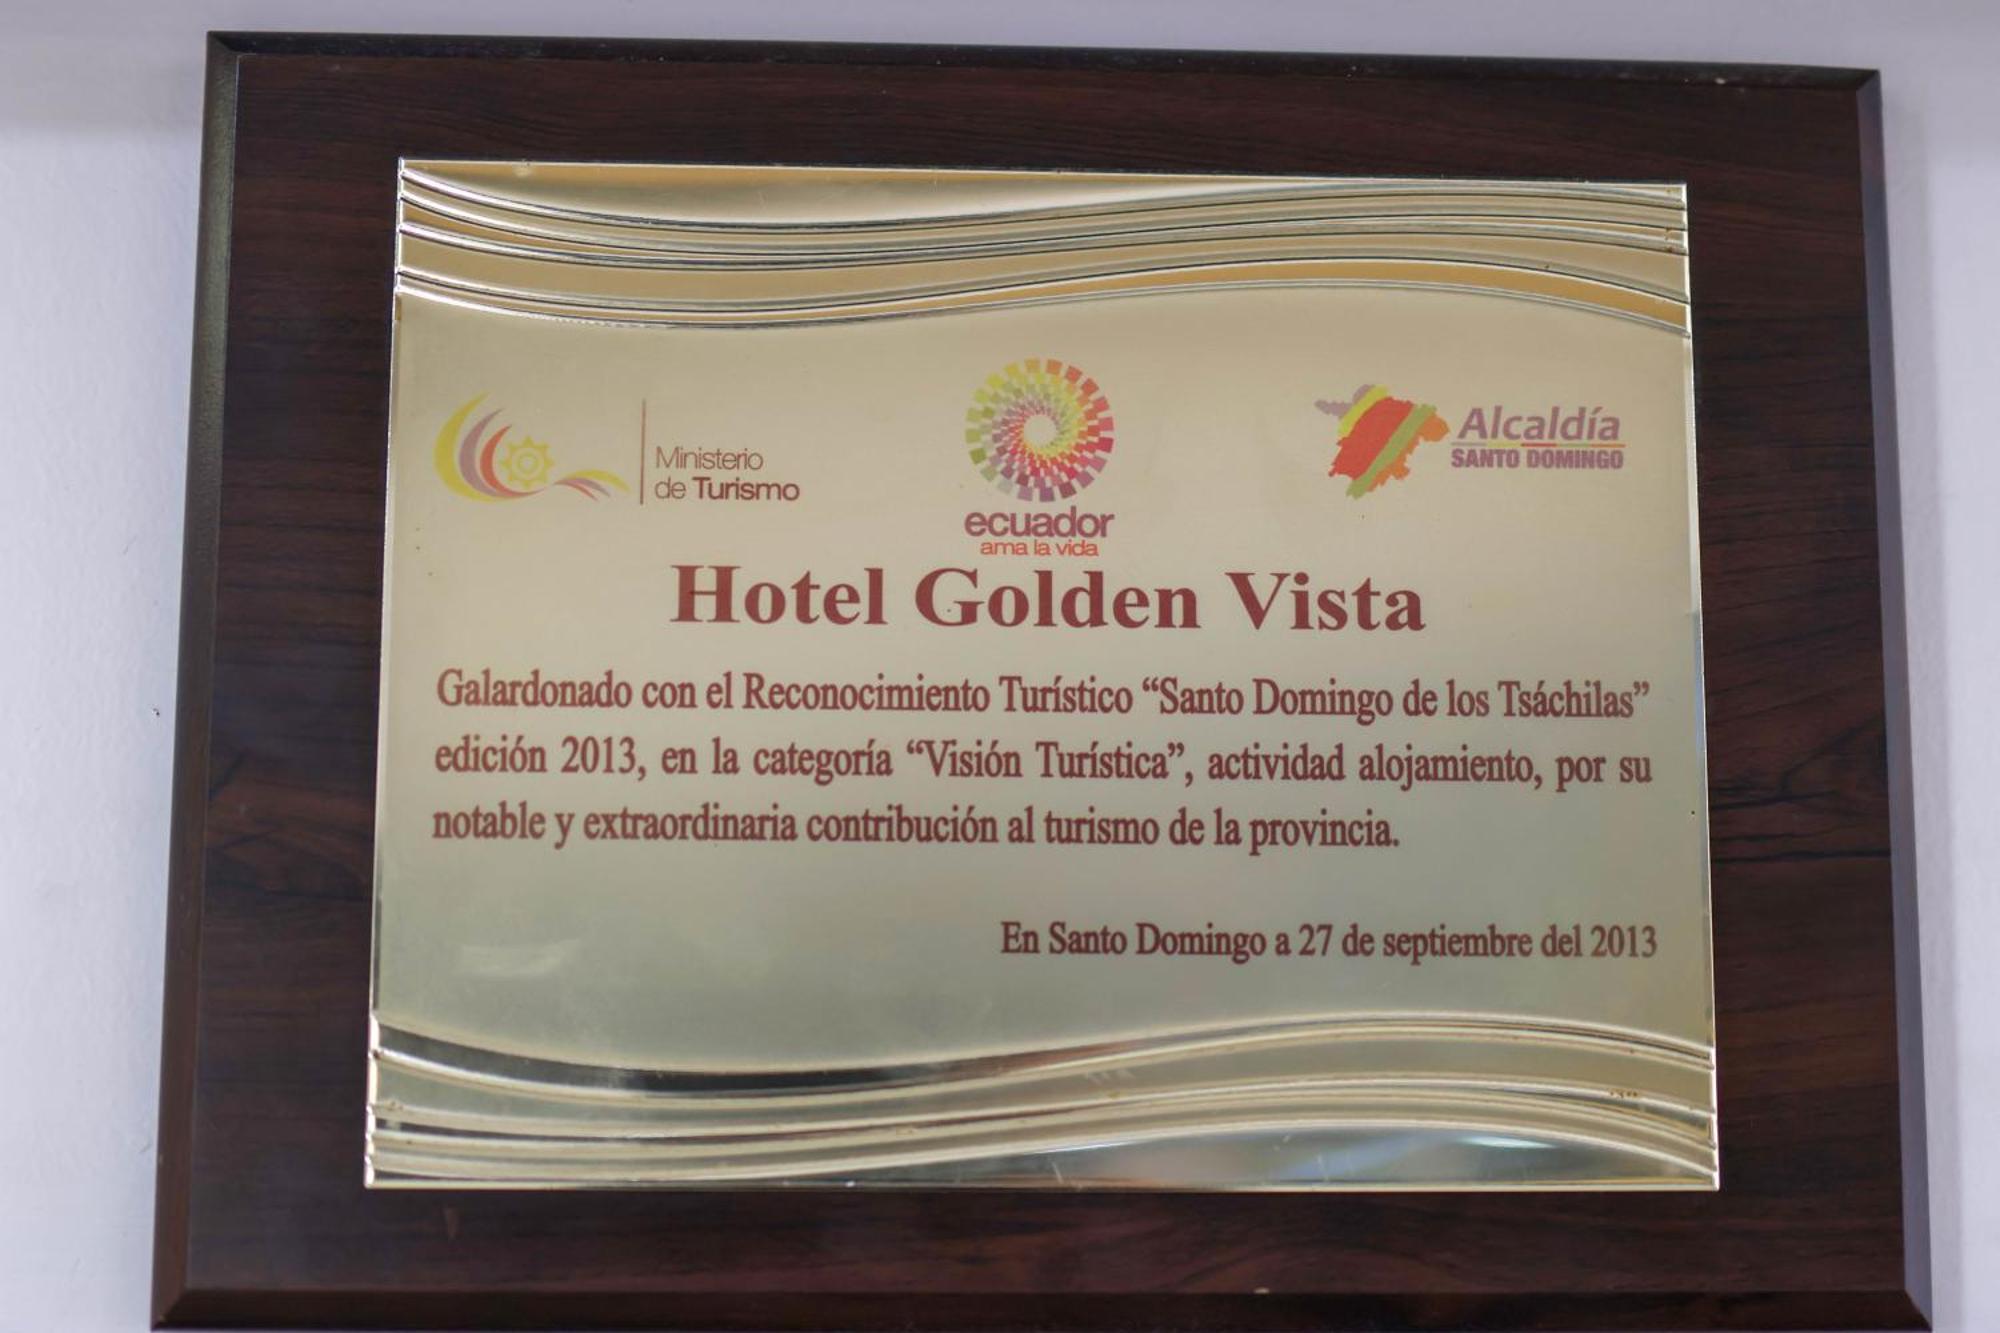 Ministerio
de Turismo
ecuador
ama la vida
Alcaldía
SANTO DOMINGO
Hotel Golden Vista
Galardonado con el Reconocimiento Turístico “Santo Domingo de los Tsáchilas”
edición 2013, en la categoría “Visión Turística”, actividad alojamiento, por su
notable y extraordinaria contribución al turismo de la provincia.
En Santo Domingo a 27 de septiembre del 2013